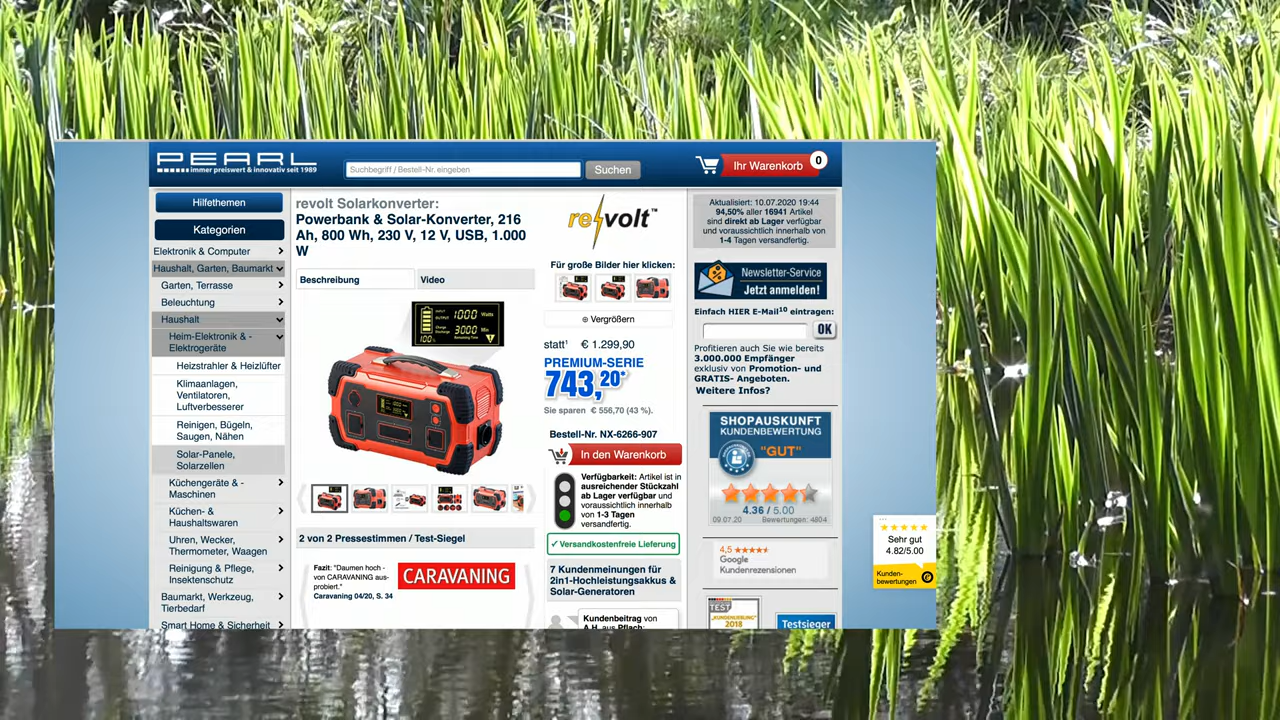 PEARL
immer preiswert & innovativ seit 1989
Suchbegriff / Bestell-Nr. eingeben
Suchen
Ihr Warenkorb
0
Hilfethemen
Kategorien
Elektronik & Computer
Haushalt, Garten, Baumarkt
Garten, Terrasse
Beleuchtung
Haushalt
Heim-Elektronik & -
Elektrogeräte
Heizstrahler & Heizlüfter
Klimaanlagen,
Ventilatoren,
Luftverbesserer
Reinigen, Bügeln,
Saugen, Nähen
Solar-Panele,
Solarzellen
Küchengeräte & -
Maschinen
Küchen- &
Haushaltswaren
Uhren, Wecker,
Thermometer, Waagen
Reinigung & Pflege,
Insektenschutz
Baumarkt, Werkzeug,
Tierbedarf
Smart Home & Sicherheit
revolt Solarkonverter:
Powerbank & Solar-Konverter, 216
Ah, 800 Wh, 230 V, 12 V, USB, 1.000
W
Beschreibung
Video
INPUT
OUTPUT
1000 Watts
Charge
Discharge
3000 Min
100%
Remaining Time
2 von 2 Pressestimmen / Test-Siegel
Fazit: "Daumen hoch -
von CARAVANING aus-
probiert."
Caravaning 04/20, S. 34
CARAVANING
revolt™
Für große Bilder hier klicken:
⊕ Vergrößern
statt¹ € 1.299,90
PREMIUM-SERIE
743,20*
Sie sparen € 556,70 (43 %).
Bestell-Nr. NX-6266-907
In den Warenkorb
Verfügbarkeit: Artikel ist in
ausreichender Stückzahl
ab Lager verfügbar und
voraussichtlich innerhalb
von 1-3 Tagen
versandfertig.
✓ Versandkostenfreie Lieferung
7 Kundenmeinungen für
2in1-Hochleistungsakkus &
Solar-Generatoren
Kundenbeitrag von
A.H. aus Pflach:
Aktualisiert: 10.07.2020 19:44
94,50% aller 16941 Artikel
sind direkt ab Lager verfügbar
und voraussichtlich innerhalb von
1-4 Tagen versandfertig.
Newsletter-Service
Jetzt anmelden!
Einfach HIER E-Mail¹⁰ eintragen:
OK
Profitieren auch Sie wie bereits
3.000.000 Empfänger
exklusiv von Promotion- und
GRATIS- Angeboten.
Weitere Infos?
SHOPAUSKUNFT
KUNDENBEWERTUNG
"GUT"
4.36 / 5.00
09.07.20 Bewertungen: 4804
4,5
Google
Kundenrezensionen
TEST
"KUNDENLIEBLING"
2018
Testsieger
...
Sehr gut
4.82/5.00
Kunden-
bewertungen